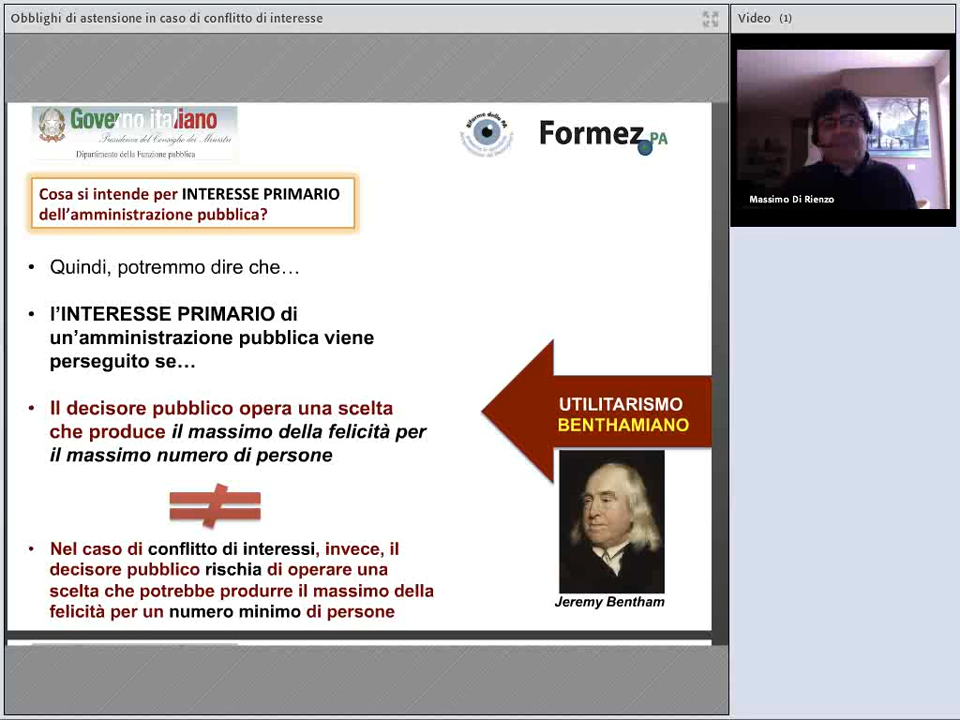 Obblighi di astensione in caso di conflitto di interesse
Video (1)
Governo italiano
Presidenza del Consiglio dei Ministri
Dipartimento della Funzione pubblica
Formez PA
Massimo Di Rienzo
Cosa si intende per INTERESSE PRIMARIO
dell’amministrazione pubblica?
• Quindi, potremmo dire che…
• l’INTERESSE PRIMARIO di
un’amministrazione pubblica viene
perseguito se…
• Il decisore pubblico opera una scelta
che produce il massimo della felicità per
il massimo numero di persone
UTILITARISMO
BENTHAMIANO
≠
• Nel caso di conflitto di interessi, invece, il
decisore pubblico rischia di operare una
scelta che potrebbe produrre il massimo della
felicità per un numero minimo di persone
Jeremy Bentham